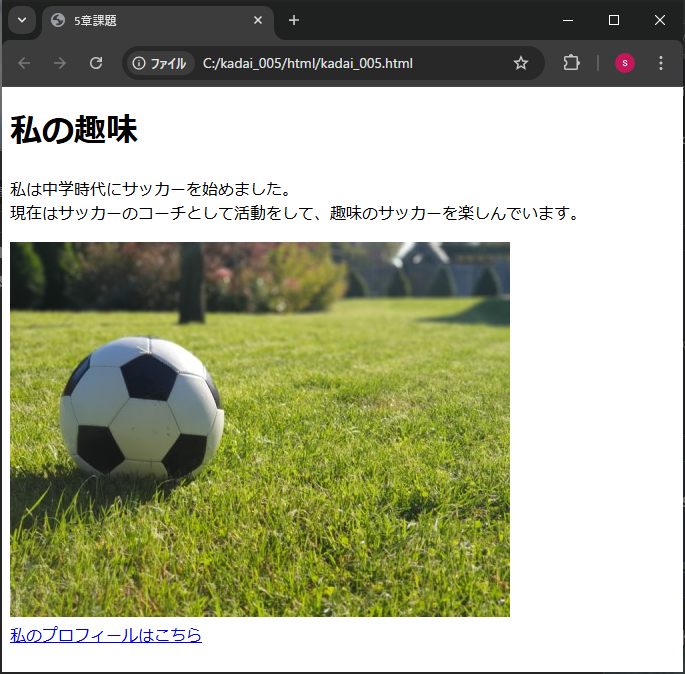 5章課題
ファイル
C:/kadai_005/html/kadai_005.html
s
私の趣味
私は中学時代にサッカーを始めました。
現在はサッカーのコーチとして活動をして、趣味のサッカーを楽しんでいます。
私のプロフィールはこちら